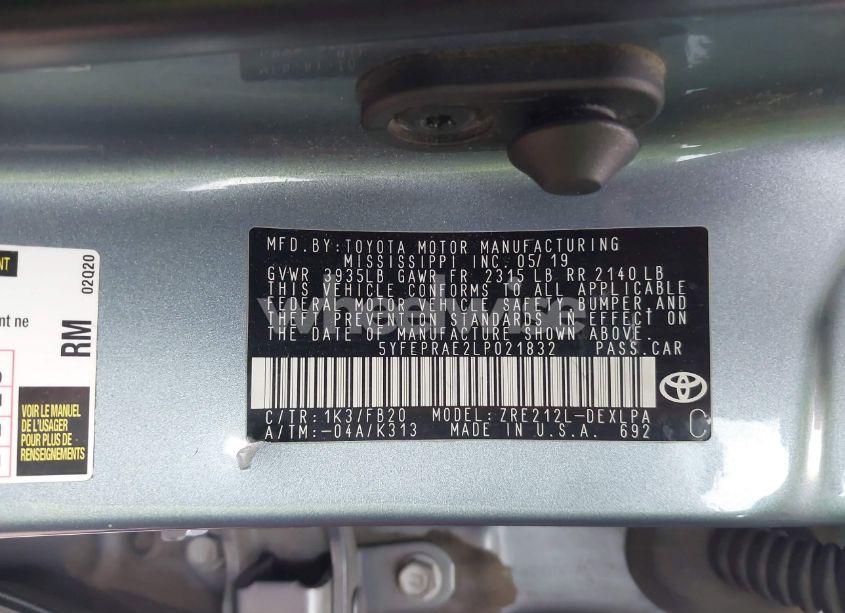 MFD. BY: TOYOTA MOTOR MANUFACTURING
MISSISSIPPI INC. 05/19
GVWR 3935LB GAWR FR. 2315 LB RR 2140 LB
THIS VEHICLE CONFORMS TO ALL APPLICABLE
FEDERAL MOTOR VEHICLE SAFETY, BUMPER, AND
THEFT PREVENTION STANDARDS IN EFFECT ON
THE DATE OF MANUFACTURE SHOWN ABOVE.
5YFEPRAE2LP021832 PASS. CAR
C/TR: 1K3/FB20 MODEL: ZRE212L-DEXLPA
A/TM: -04A/K313 MADE IN U.S.A. 692
C
wheelwise
RM
02Q20
VOIR LE MANUEL
DE L'USAGER
POUR PLUS DE
RENSEIGNEMENTS